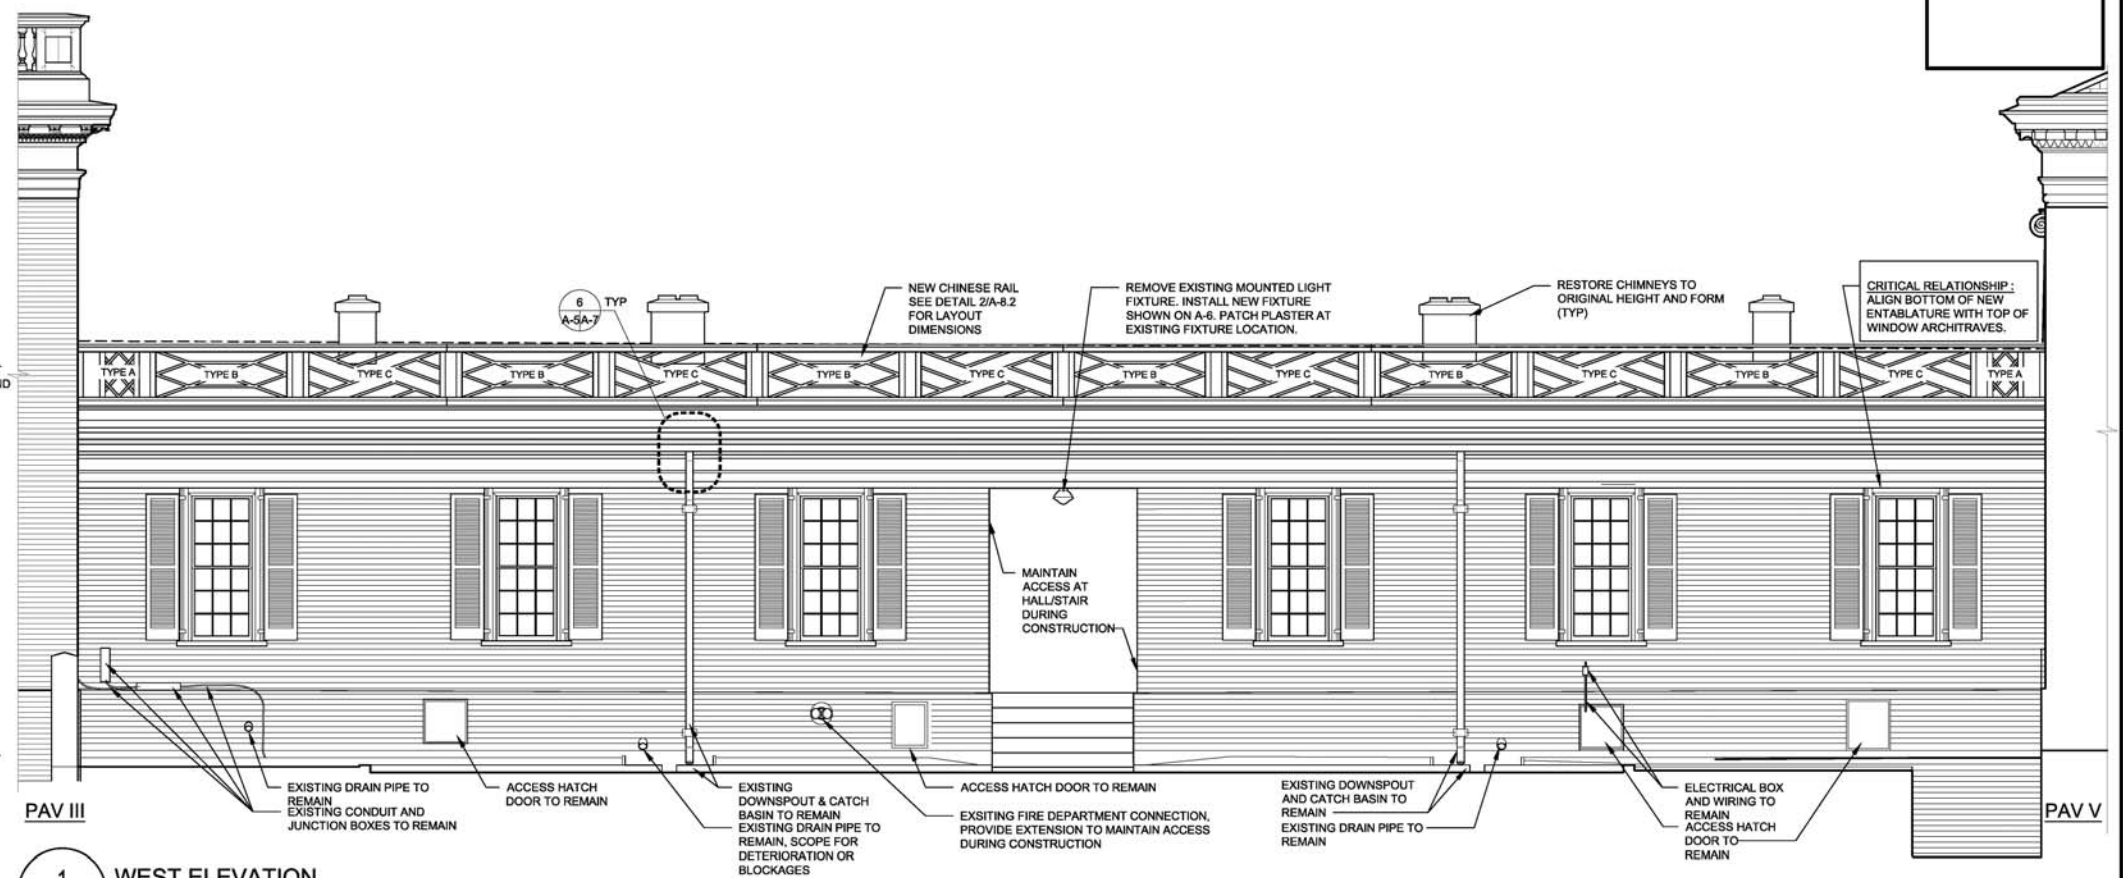 NEW CHINESE RAIL
SEE DETAIL 2/A-8.2
FOR LAYOUT
DIMENSIONS
REMOVE EXISTING MOUNTED LIGHT
FIXTURE. INSTALL NEW FIXTURE
SHOWN ON A-6. PATCH PLASTER AT
EXISTING FIXTURE LOCATION.
RESTORE CHIMNEYS TO
ORIGINAL HEIGHT AND FORM
(TYP)
CRITICAL RELATIONSHIP :
ALIGN BOTTOM OF NEW
ENTABLATURE WITH TOP OF
WINDOW ARCHITRAVES.
6
TYP
A-5A-7
ND
TYPE A
TYPE B
TYPE C
TYPE B
TYPE C
TYPE B
TYPE C
TYPE B
TYPE C
TYPE B
TYPE C
TYPE B
TYPE C
TYPE A
MAINTAIN
ACCESS AT
HALL/STAIR
DURING
CONSTRUCTION
EXISTING DRAIN PIPE TO
REMAIN
EXISTING CONDUIT AND
JUNCTION BOXES TO REMAIN
ACCESS HATCH
DOOR TO REMAIN
EXISTING
DOWNSPOUT & CATCH
BASIN TO REMAIN
EXISTING DRAIN PIPE TO
REMAIN, SCOPE FOR
DETERIORATION OR
BLOCKAGES
ACCESS HATCH DOOR TO REMAIN
EXSITING FIRE DEPARTMENT CONNECTION,
PROVIDE EXTENSION TO MAINTAIN ACCESS
DURING CONSTRUCTION
EXISTING DOWNSPOUT
AND CATCH BASIN TO
REMAIN
EXISTING DRAIN PIPE TO
REMAIN
ELECTRICAL BOX
AND WIRING TO
REMAIN
ACCESS HATCH
DOOR TO
REMAIN
PAV III
PAV V
1
WEST ELEVATION